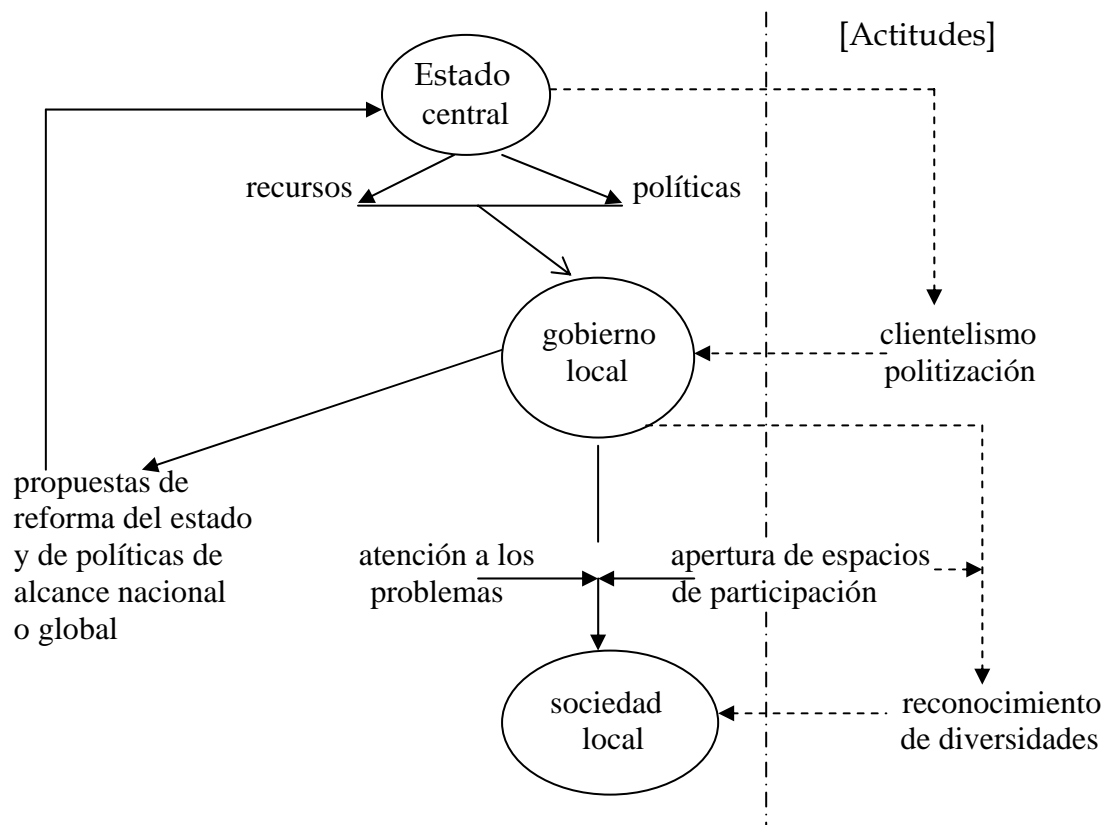 [Actitudes]
Estado
central
recursos
políticas
gobierno
local
clientelismo
politización
propuestas de
reforma del estado
y de políticas de
alcance nacional
o global
atención a los
problemas
apertura de espacios
de participación
sociedad
local
reconocimiento
de diversidades